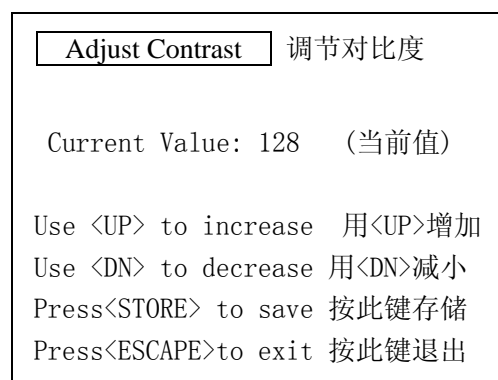 Adjust Contrast 调节对比度
Current Value: 128 (当前值)
Use <UP> to increase 用<UP>增加
Use <DN> to decrease 用<DN>减小
Press<STORE> to save 按此键存储
Press<ESCAPE>to exit 按此键退出